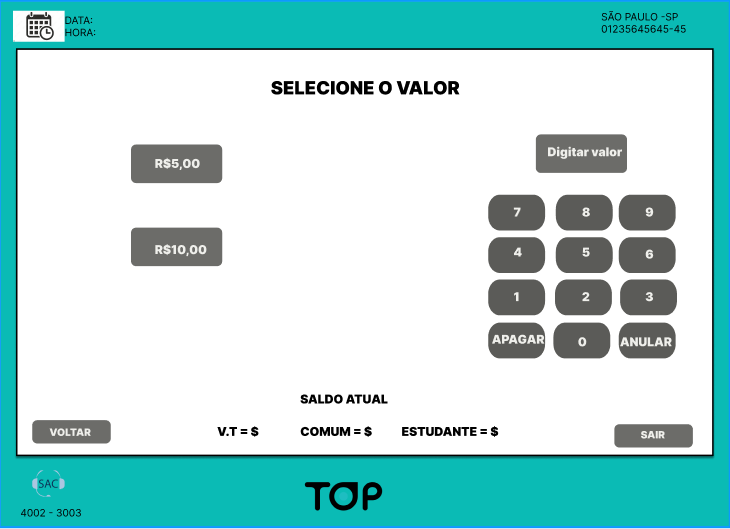 DATA:
HORA:
SÃO PAULO -SP
01235645645-45
SELECIONE O VALOR
R$5,00
R$10,00
Digitar valor
7 8 9
4 5 6
1 2 3
APAGAR 0 ANULAR
SALDO ATUAL
V.T = $ COMUM = $ ESTUDANTE = $
VOLTAR
SAIR
SAC
4002 - 3003
TOP